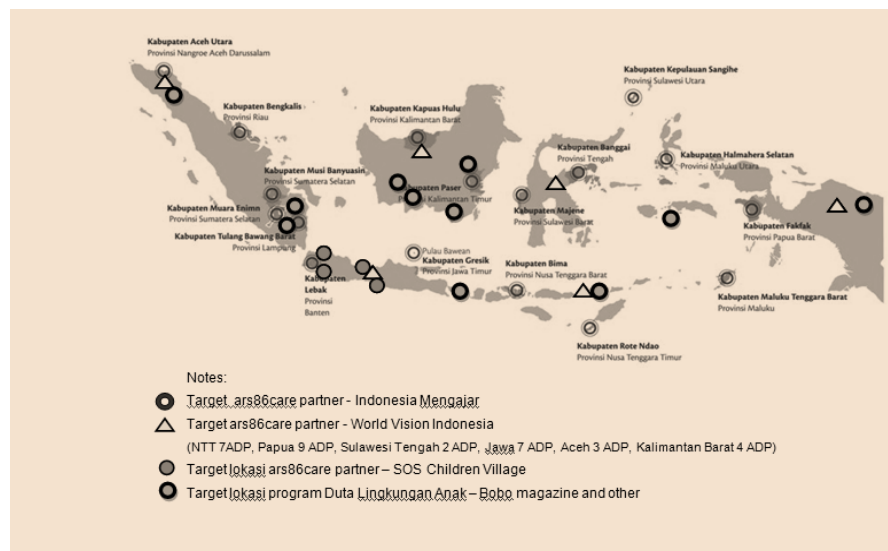 Kabupaten Aceh Utara
Provinsi Nangroe Aceh Darussalam
Kabupaten Kepulauan Sangihe
Provinsi Sulawesi Utara
Kabupaten Bengkalis
Provinsi Riau
Kabupaten Kapuas Hulu
Provinsi Kalimantan Barat
Kabupaten Banggai
Provinsi Tengah
Kabupaten Halmahera Selatan
Provinsi Maluku Utara
Kabupaten Musi Banyuasin
Provinsi Sumatera Selatan
Kabupaten Paser
Provinsi Kalimantan Timur
Kabupaten Muara Enimn
Provinsi Sumatera Selatan
Kabupaten Majene
Provinsi Sulawesi Barat
Kabupaten Fakfak
Provinsi Papua Barat
Kabupaten Tulang Bawang Barat
Provinsi Lampung
Pulau Bawean
Kabupaten Gresik
Provinsi Jawa Timur
Kabupaten Bima
Provinsi Nusa Tenggara Barat
Kabupaten
Lebak
Provinsi
Banten
Kabupaten Maluku Tenggara Barat
Provinsi Maluku
Kabupaten Rote Ndao
Provinsi Nusa Tenggara Timur
Notes:
Target ars86care partner - Indonesia Mengajar
Target ars86care partner - World Vision Indonesia
(NTT 7ADP, Papua 9 ADP, Sulawesi Tengah 2 ADP, Jawa 7 ADP, Aceh 3 ADP, Kalimantan Barat 4 ADP)
Target lokasi ars86care partner – SOS Children Village
Target lokasi program Duta Lingkungan Anak – Bobo magazine and other